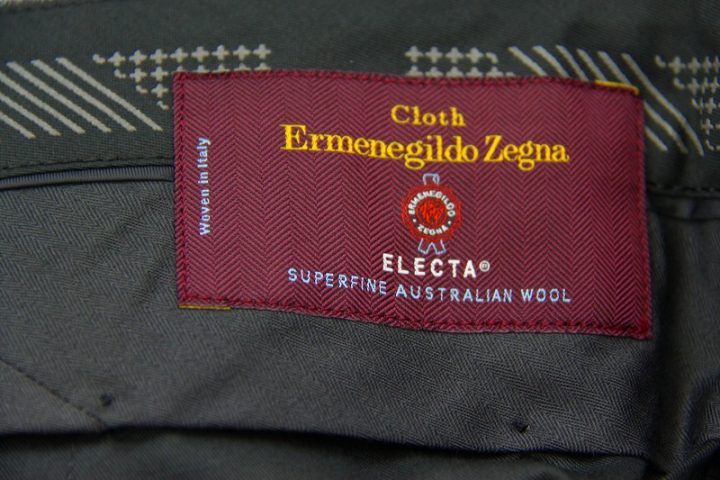 Cloth
Ermenegildo Zegna
Woven in Italy
ERMENEGILDO
ZEGNA
ELECTA®
SUPERFINE AUSTRALIAN WOOL